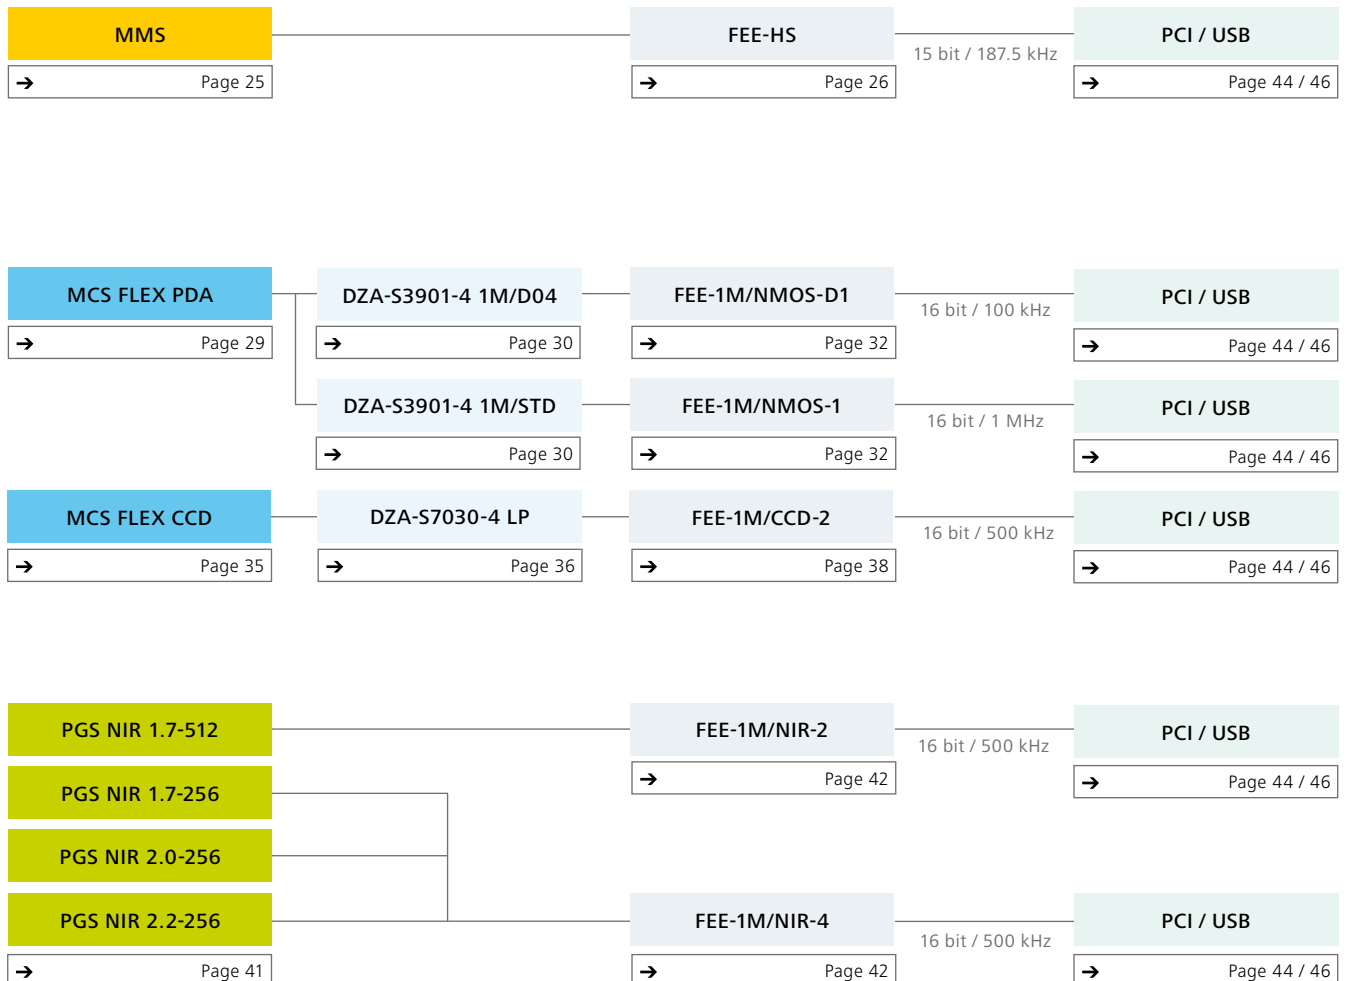 MMS
FEE-HS
15 bit / 187.5 kHz
PCI / USB
➔ Page 25
➔ Page 26
➔ Page 44 / 46
MCS FLEX PDA
DZA-S3901-4 1M/D04
FEE-1M/NMOS-D1
16 bit / 100 kHz
PCI / USB
➔ Page 29
➔ Page 30
➔ Page 32
➔ Page 44 / 46
DZA-S3901-4 1M/STD
FEE-1M/NMOS-1
16 bit / 1 MHz
PCI / USB
➔ Page 30
➔ Page 32
➔ Page 44 / 46
MCS FLEX CCD
DZA-S7030-4 LP
FEE-1M/CCD-2
16 bit / 500 kHz
PCI / USB
➔ Page 35
➔ Page 36
➔ Page 38
➔ Page 44 / 46
PGS NIR 1.7-512
FEE-1M/NIR-2
16 bit / 500 kHz
PCI / USB
➔ Page 42
➔ Page 44 / 46
PGS NIR 1.7-256
PGS NIR 2.0-256
PGS NIR 2.2-256
FEE-1M/NIR-4
16 bit / 500 kHz
PCI / USB
➔ Page 41
➔ Page 42
➔ Page 44 / 46